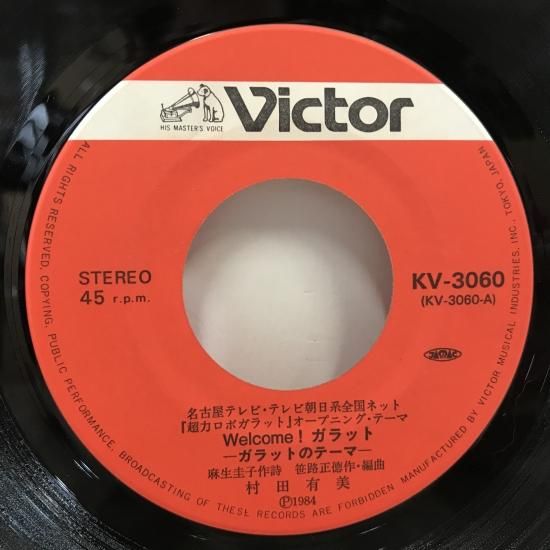 HIS MASTER'S VOICE
Victor
STEREO
45 r.p.m.
KV-3060
(KV-3060-A)
JASRAC
名古屋テレビ・テレビ朝日系全国ネット
「超力ロボガラット」オープニング・テーマ
Welcome! ガラット
—ガラットのテーマ—
麻生圭子作詩 笹路正徳作・編曲
村田有美
Ⓟ1984
ALL RIGHTS RESERVED. COPYING, PUBLIC PERFORMANCE, BROADCASTING OF THESE RECORDS ARE FORBIDDEN MANUFACTURED BY VICTOR MUSICAL INDUSTRIES, INC., TOKYO, JAPAN